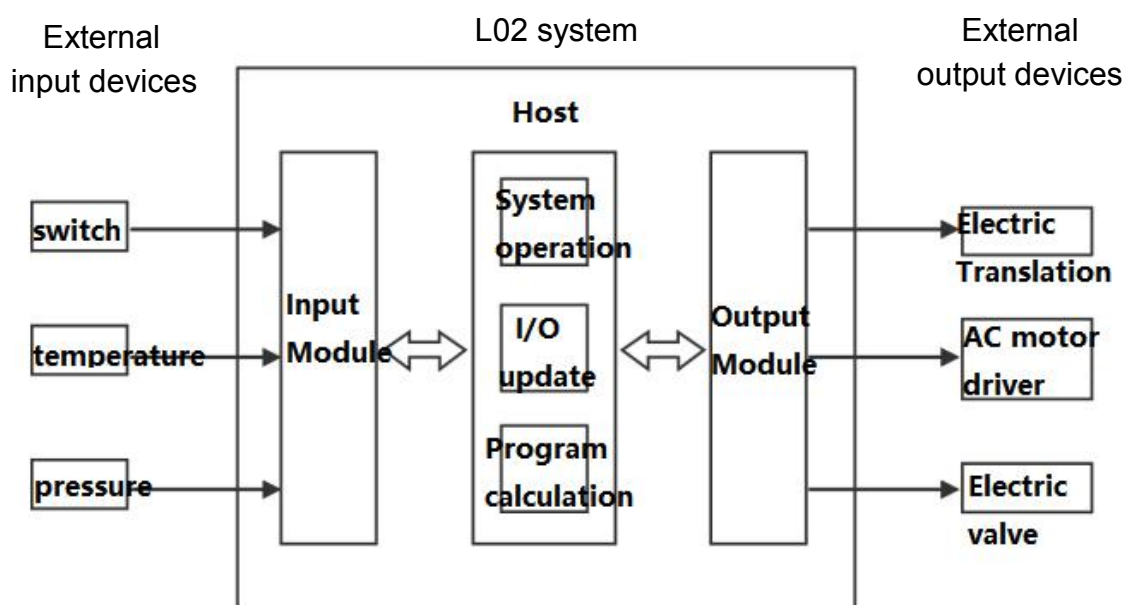 External
input devices
L02 system
External
output devices
Host
switch
temperature
pressure
Input
Module
System
operation
I/O
update
Program
calculation
Output
Module
Electric
Translation
AC motor
driver
Electric
valve